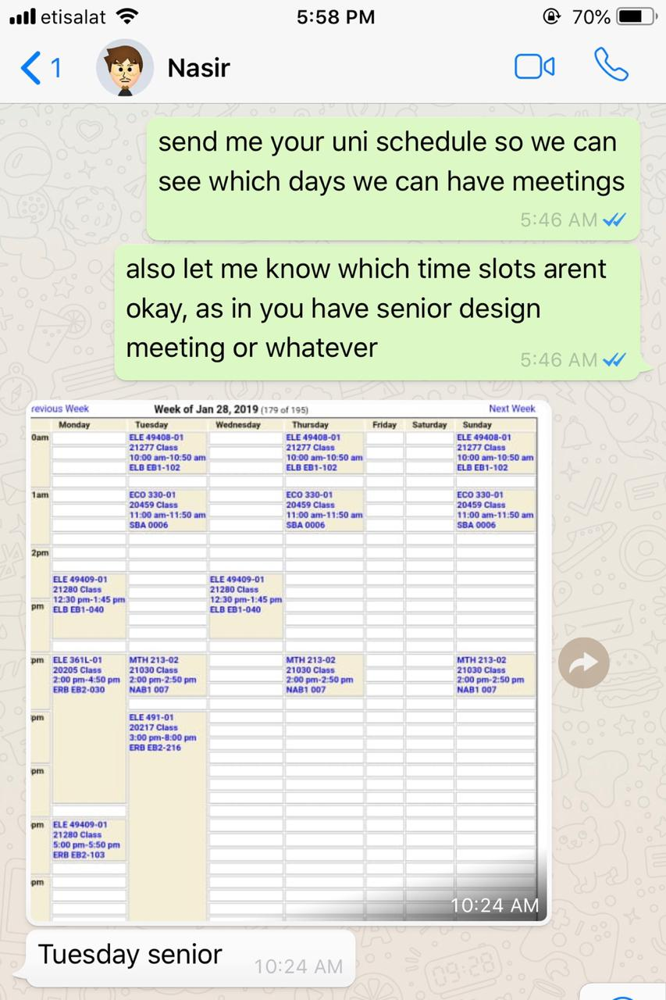 etisalat 5:58 PM 70%
1 Nasir
send me your uni schedule so we can
see which days we can have meetings
5:46 AM
also let me know which time slots arent
okay, as in you have senior design
meeting or whatever
5:46 AM
revious Week Week of Jan 28, 2019 (179 of 195) Next Week
Monday Tuesday Wednesday Thursday Friday Saturday Sunday
0am ELE 49408-01 ELE 49408-01 ELE 49408-01
21277 Class 21277 Class 21277 Class
10:00 am-10:50 am 10:00 am-10:50 am 10:00 am-10:50 am
ELB EB1-102 ELB EB1-102 ELB EB1-102
1am ECO 330-01 ECO 330-01 ECO 330-01
20459 Class 20459 Class 20459 Class
11:00 am-11:50 am 11:00 am-11:50 am 11:00 am-11:50 am
SBA 0006 SBA 0006 SBA 0006
2pm
ELE 49409-01 ELE 49409-01
21280 Class 21280 Class
12:30 pm-1:45 pm 12:30 pm-1:45 pm
pm ELB EB1-040 ELB EB1-040
pm ELE 361L-01 MTH 213-02 MTH 213-02 MTH 213-02
20205 Class 21030 Class 21030 Class 21030 Class
2:00 pm-4:50 pm 2:00 pm-2:50 pm 2:00 pm-2:50 pm 2:00 pm-2:50 pm
ERB EB2-030 NAB1 007 NAB1 007 NAB1 007
pm ELE 491-01
20217 Class
3:00 pm-8:00 pm
ERB EB2-216
pm
pm ELE 49409-01
21280 Class
5:00 pm-5:50 pm
ERB EB2-103
pm
10:24 AM
Tuesday senior
10:24 AM